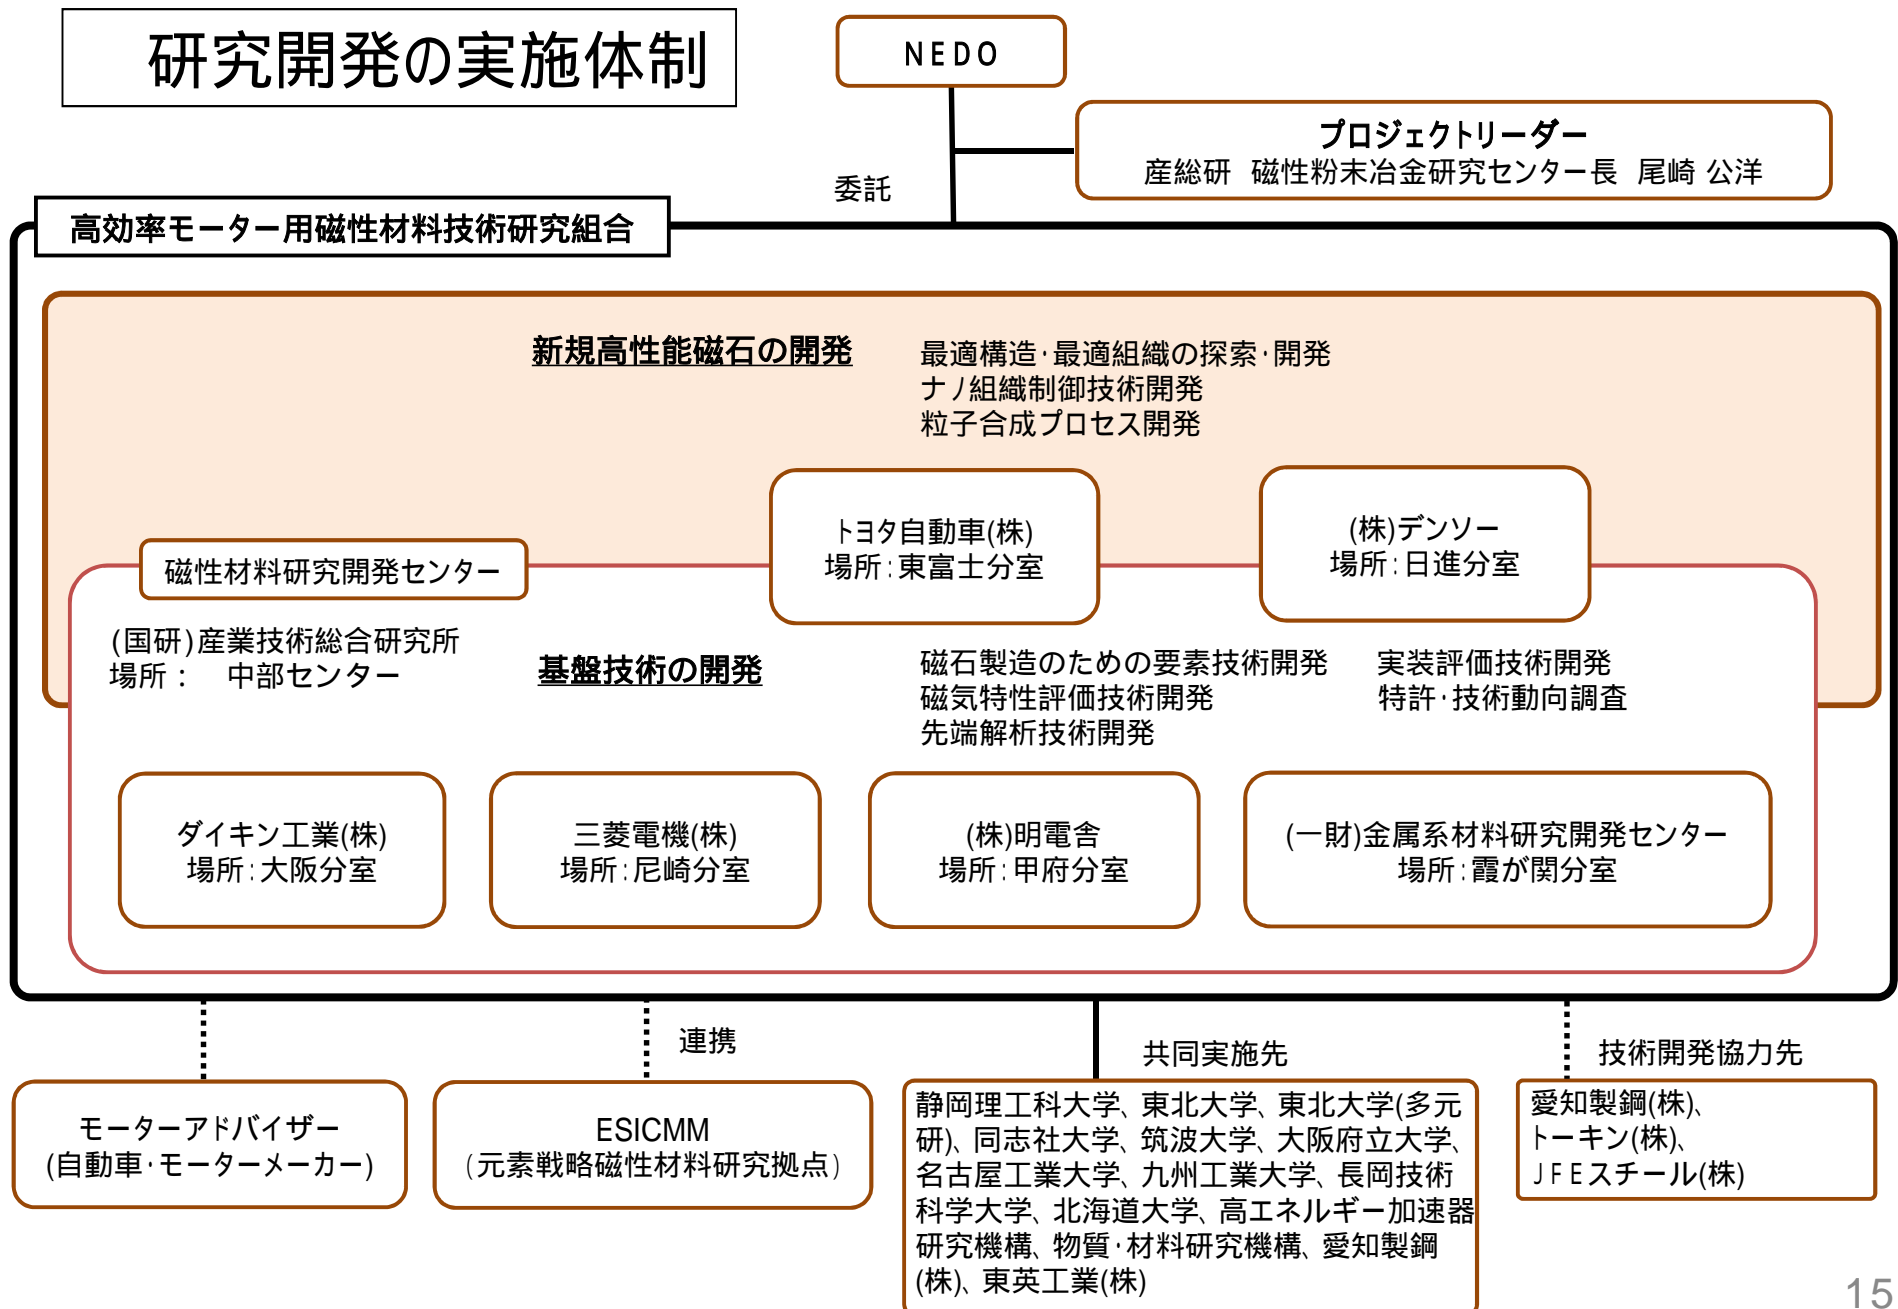 研究開発の実施体制
NEDO
プロジェクトリーダー
産総研　磁性粉末冶金研究センター長　尾崎 公洋
委託
高効率モーター用磁性材料技術研究組合
新規高性能磁石の開発
最適構造・最適組織の探索・開発
ナノ組織制御技術開発
粒子合成プロセス開発
トヨタ自動車(株)
場所：東富士分室
(株)デンソー
場所：日進分室
磁性材料研究開発センター
(国研)産業技術総合研究所
場所：　中部センター
基盤技術の開発
磁石製造のための要素技術開発
磁気特性評価技術開発
先端解析技術開発
実装評価技術開発
特許・技術動向調査
ダイキン工業(株)
場所：大阪分室
三菱電機(株)
場所：尼崎分室
(株)明電舎
場所：甲府分室
(一財)金属系材料研究開発センター
場所：霞が関分室
連携
共同実施先
技術開発協力先
モーターアドバイザー
(自動車・モーターメーカー)
ESICMM
(元素戦略磁性材料研究拠点)
静岡理工科大学、東北大学、東北大学(多元
研)、同志社大学、筑波大学、大阪府立大学、
名古屋工業大学、九州工業大学、長岡技術
科学大学、北海道大学、高エネルギー加速器
研究機構、物質・材料研究機構、愛知製鋼
(株)、東英工業(株)
愛知製鋼(株)、
トーキン(株)、
JFEスチール(株)
15